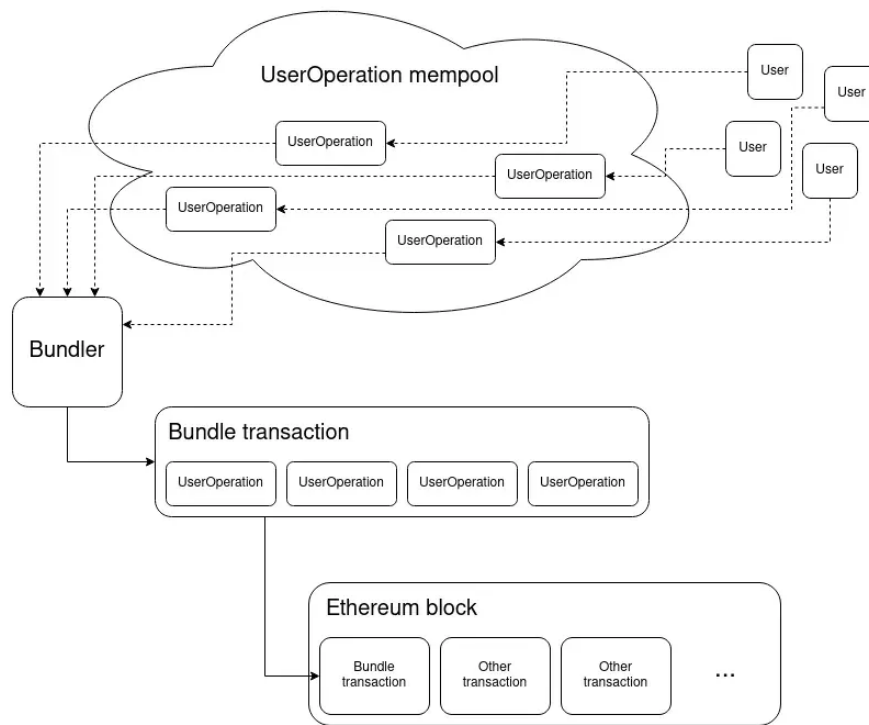 UserOperation mempool
User
User
UserOperation
User
User
UserOperation
UserOperation
UserOperation
Bundler
Bundle transaction
UserOperation
UserOperation
UserOperation
UserOperation
Ethereum block
Bundle
transaction
Other
transaction
Other
transaction
...